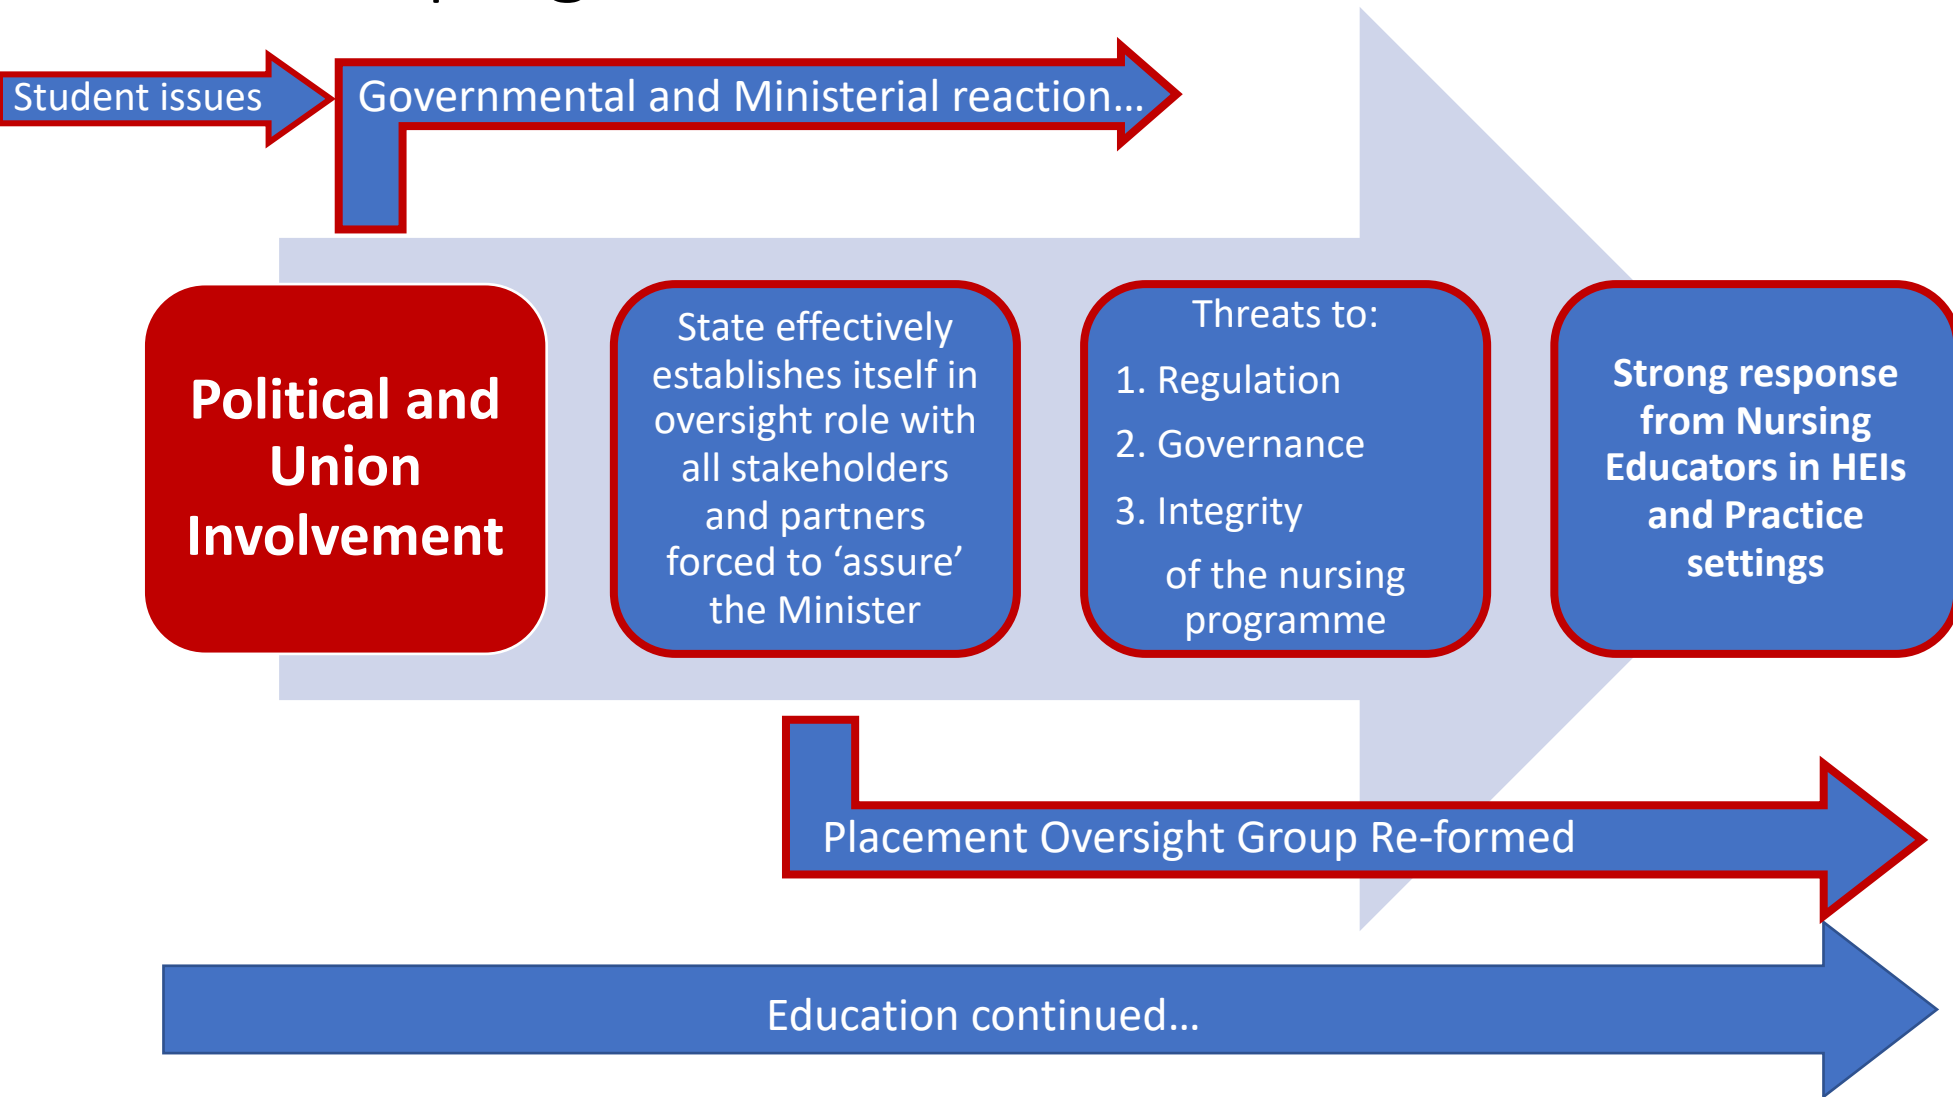 Student issues
Governmental and Ministerial reaction...
Political and
Union
Involvement
State effectively
establishes itself in
oversight role with
all stakeholders
and partners
forced to ‘assure’
the Minister
Threats to:
1. Regulation
2. Governance
3. Integrity
of the nursing
programme
Strong response
from Nursing
Educators in HEIs
and Practice
settings
Placement Oversight Group Re-formed
Education continued...